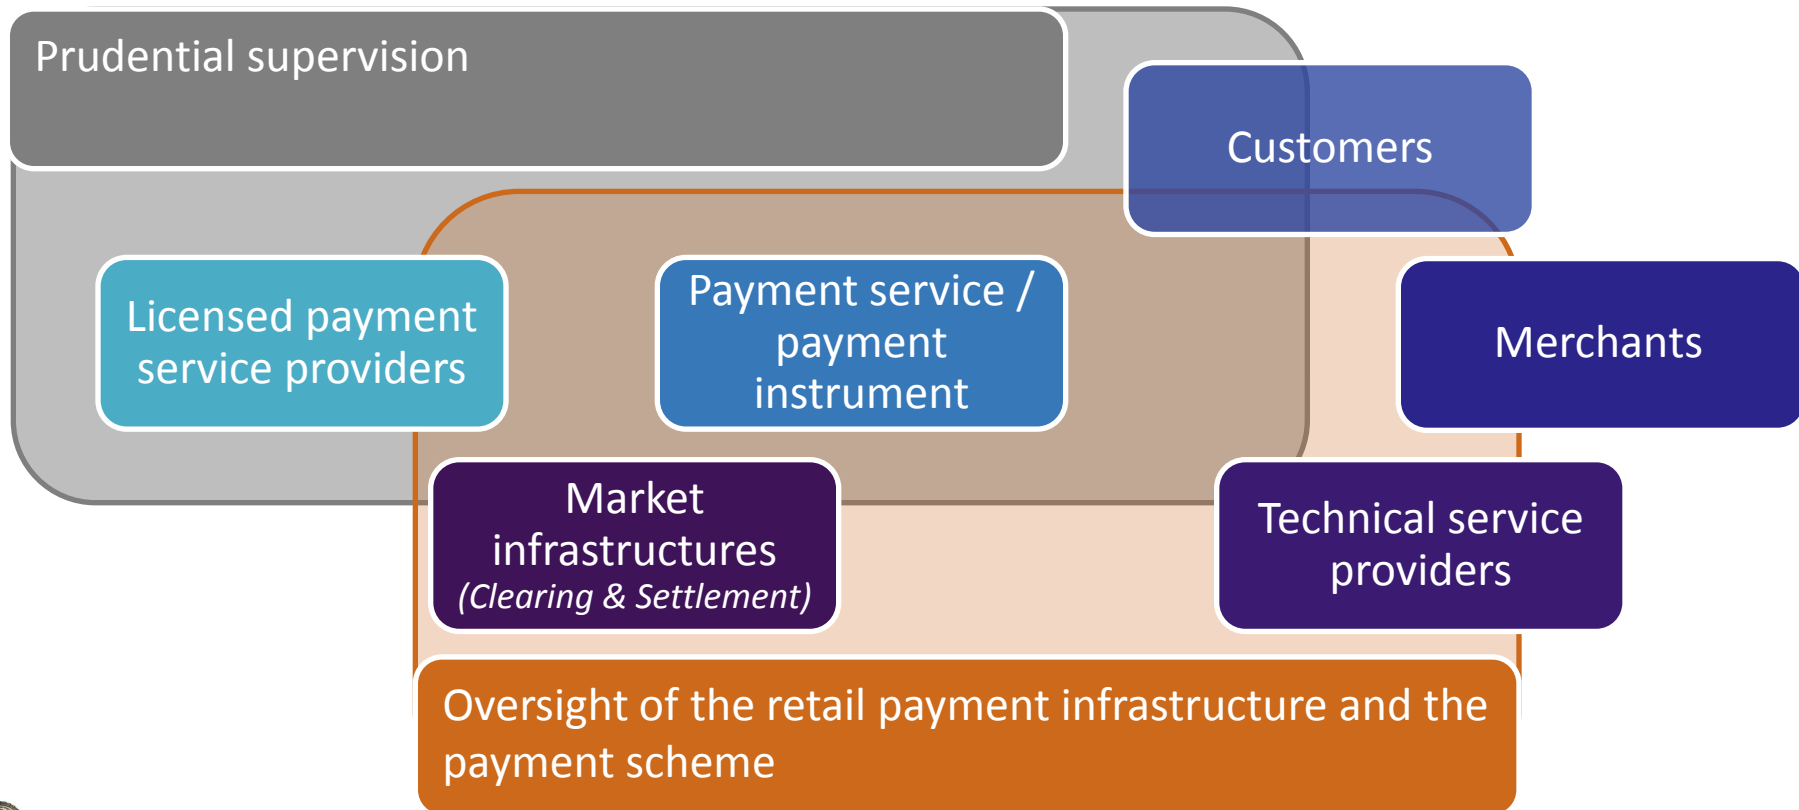 Prudential supervision
Customers
Licensed payment
service providers
Payment service /
payment
instrument
Merchants
Market
infrastructures
(Clearing & Settlement)
Technical service
providers
Oversight of the retail payment infrastructure and the
payment scheme